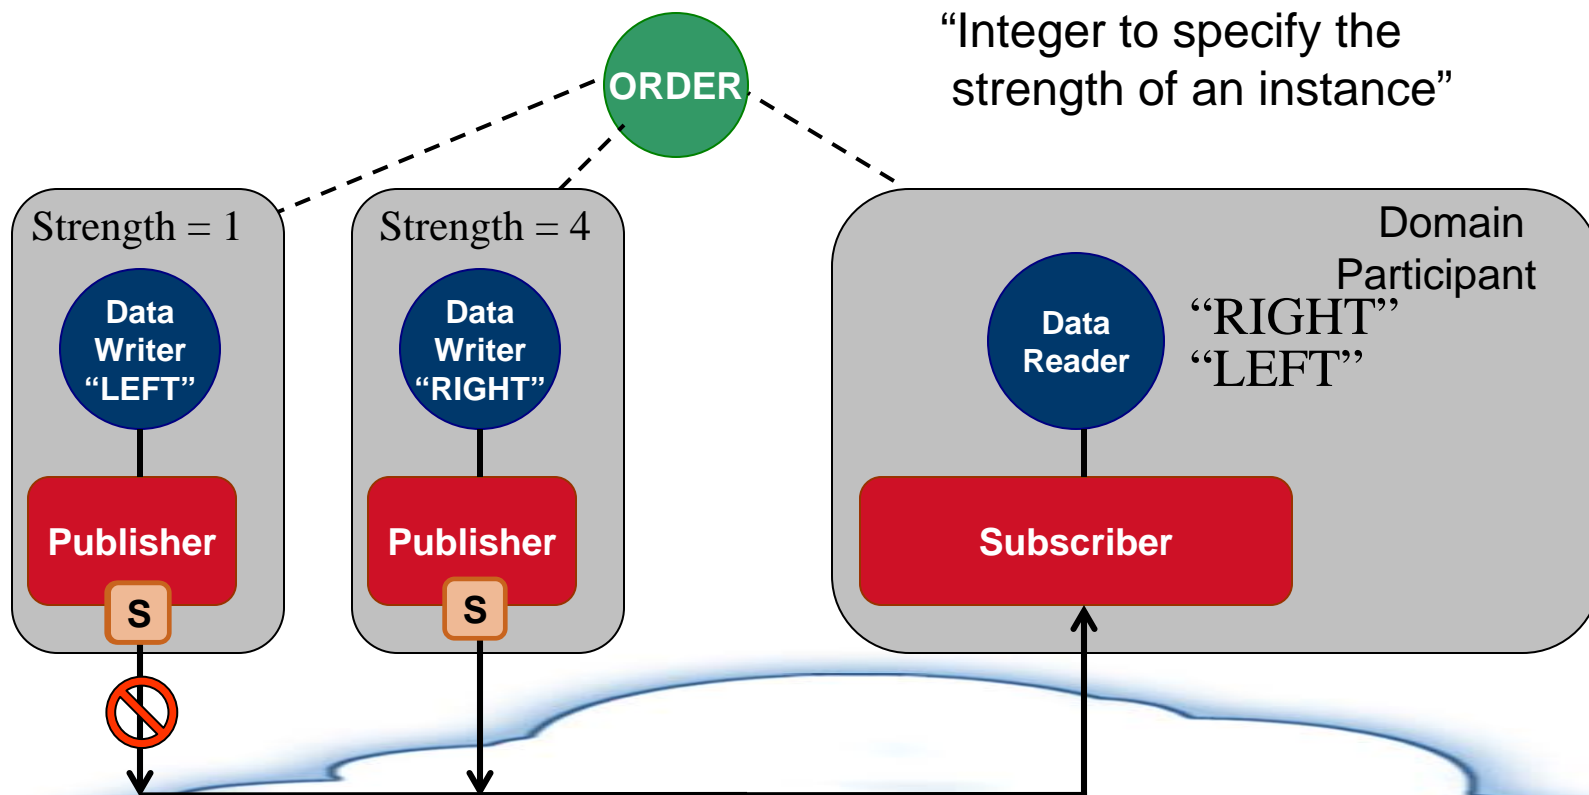 “Integer to specify the
strength of an instance”
ORDER
Strength = 1
Data
Writer
“LEFT”
Publisher
S
Strength = 4
Data
Writer
“RIGHT”
Publisher
S
Domain
Participant
Data
Reader
“RIGHT”
“LEFT”
Subscriber